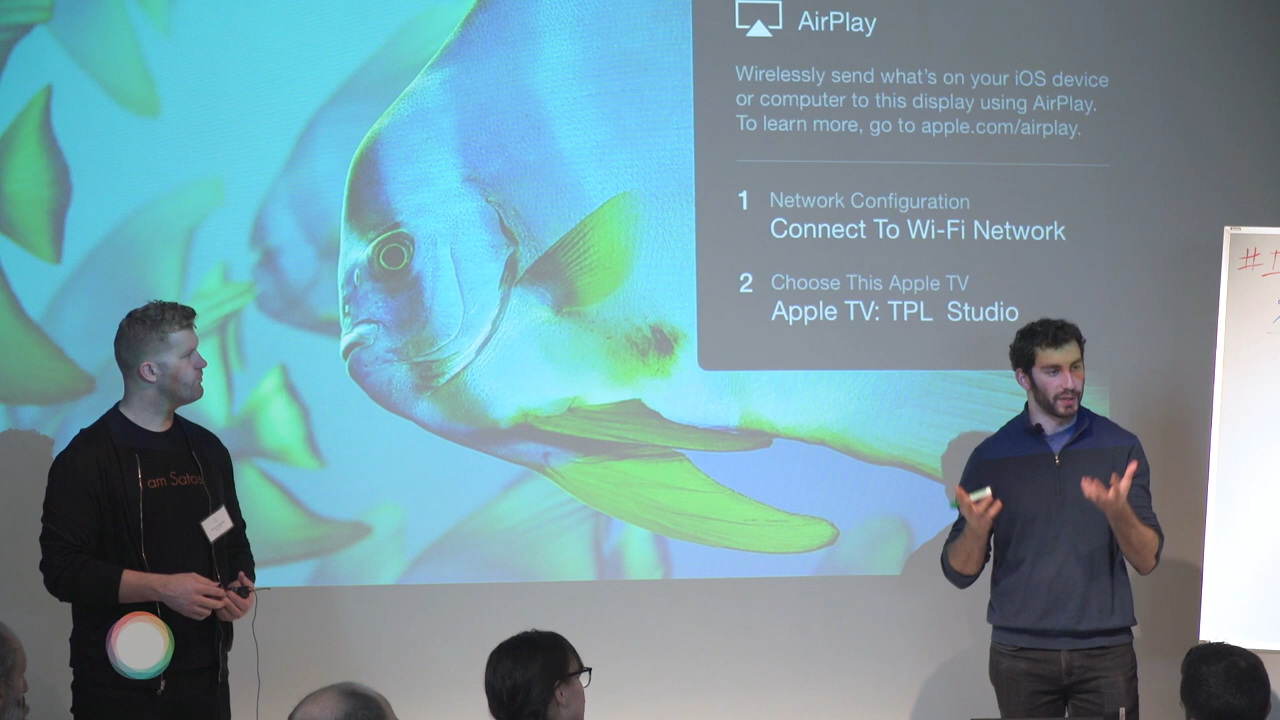 AirPlay
Wirelessly send what's on your iOS device
or computer to this display using AirPlay.
To learn more, go to apple.com/airplay.
1 Network Configuration
Connect To Wi-Fi Network
2 Choose This Apple TV
Apple TV: TPL Studio
am
#